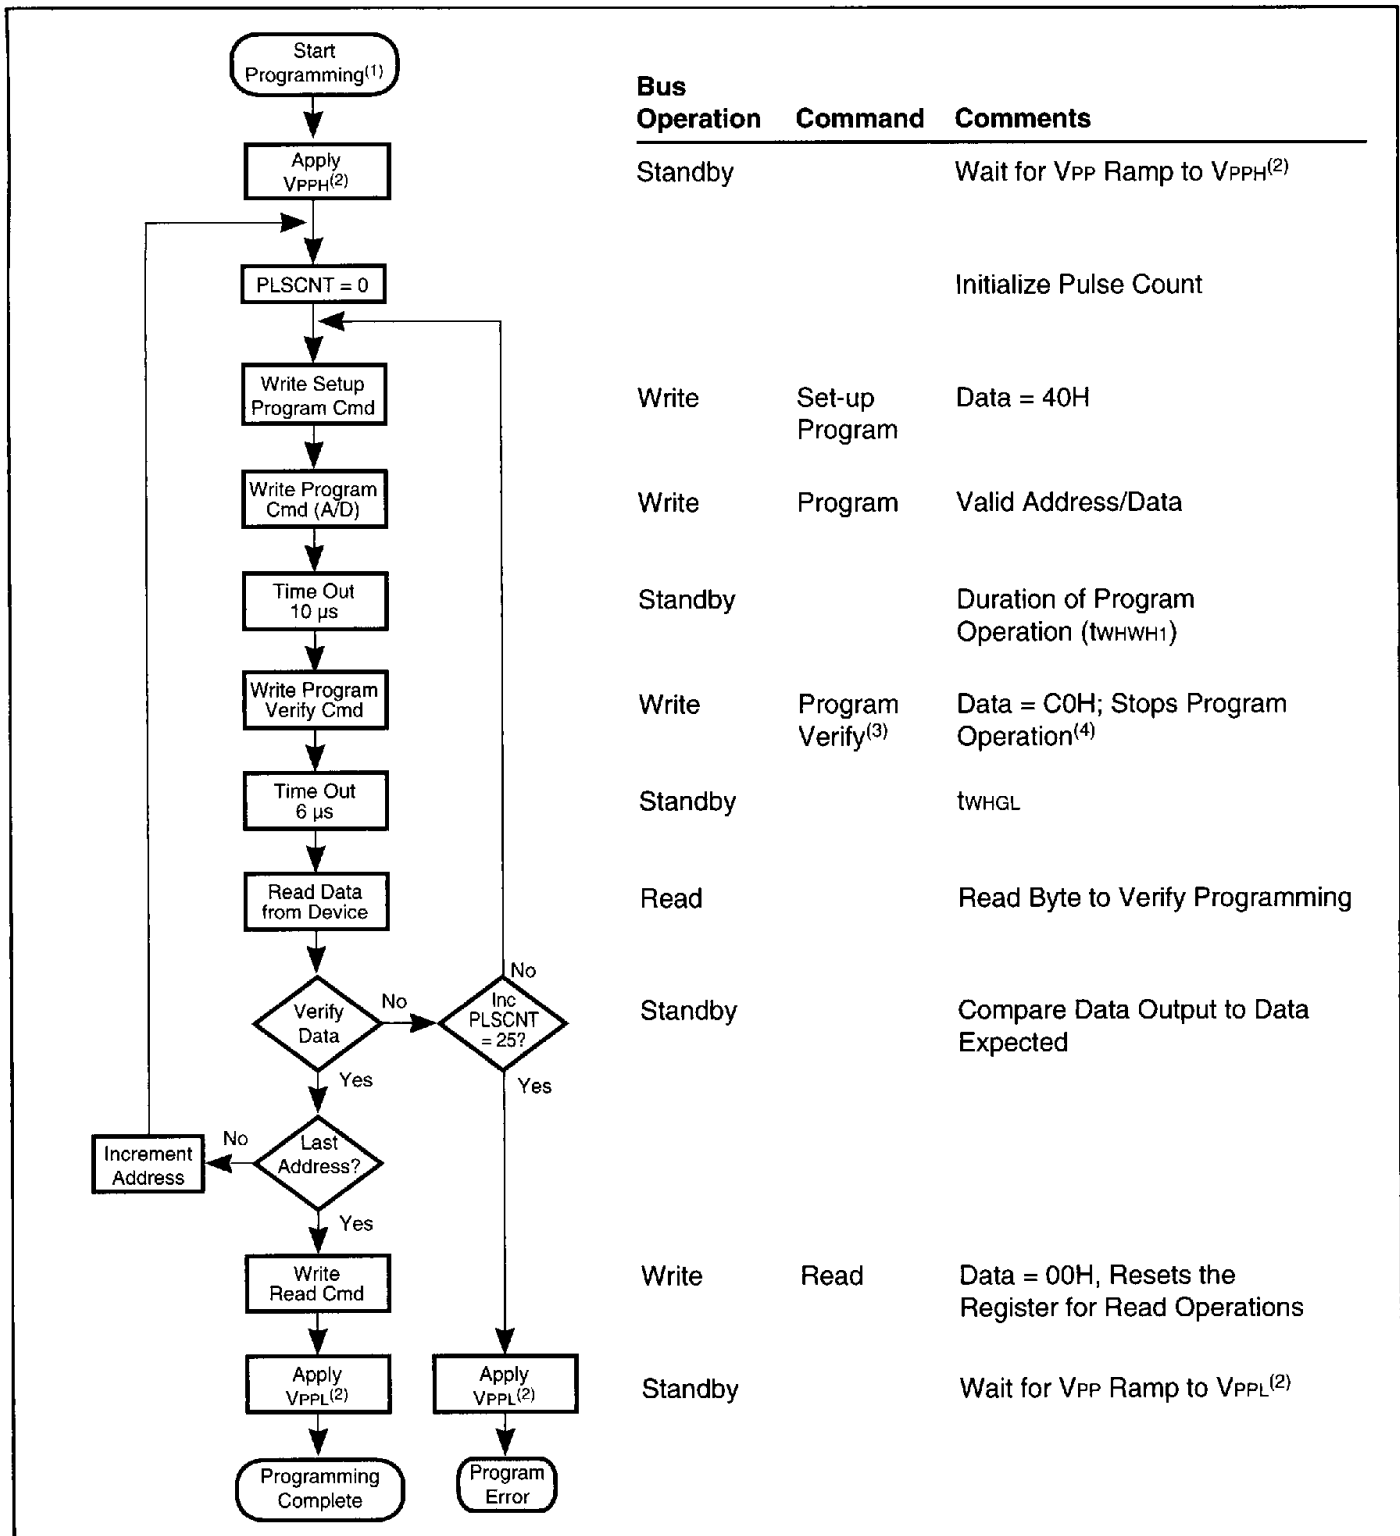 Start
Programming(1)
Apply
VPPH(2)
PLSCNT = 0
Write Setup
Program Cmd
Write Program
Cmd (A/D)
Time Out
10 µs
Write Program
Verify Cmd
Time Out
6 µs
Read Data
from Device
Verify
Data
No
Yes
Inc
PLSCNT
= 25?
No
Yes
Last
Address?
No
Yes
Increment
Address
Write
Read Cmd
Apply
VPPL(2)
Programming
Complete
Apply
VPPL(2)
Program
Error
Bus
Operation Command Comments
Standby Wait for VPP Ramp to VPPH(2)
Initialize Pulse Count
Write Set-up Data = 40H
Program
Write Program Valid Address/Data
Standby Duration of Program
Operation (tWHWH1)
Write Program Data = C0H; Stops Program
Verify(3) Operation(4)
Standby tWHGL
Read Read Byte to Verify Programming
Standby Compare Data Output to Data
Expected
Write Read Data = 00H, Resets the
Register for Read Operations
Standby Wait for VPP Ramp to VPPL(2)